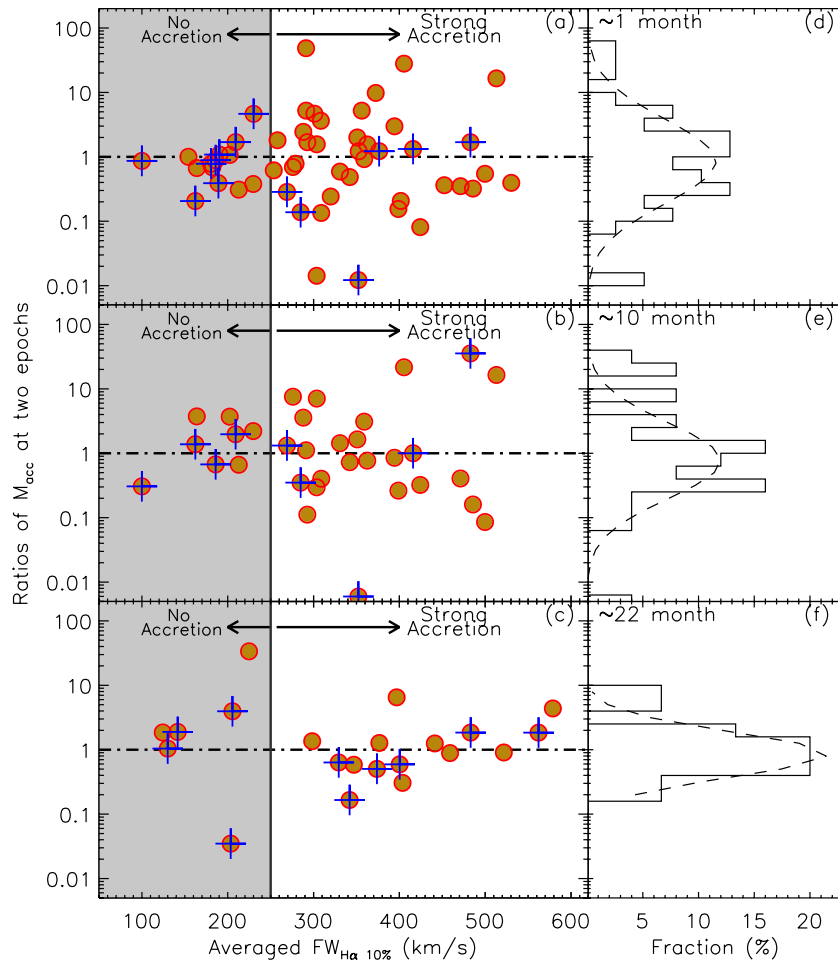 No Accretion
Strong Accretion
(a)
~1 month
(d)
100
10
1
0.1
0.01
No Accretion
Strong Accretion
(b)
~10 month
(e)
100
10
1
0.1
0.01
No Accretion
Strong Accretion
(c)
~22 month
(f)
100
10
1
0.1
0.01
Ratios of Macc at two epochs
100 200 300 400 500 600
5 10 15 20
Averaged FWHα 10% (km/s)
Fraction (%)